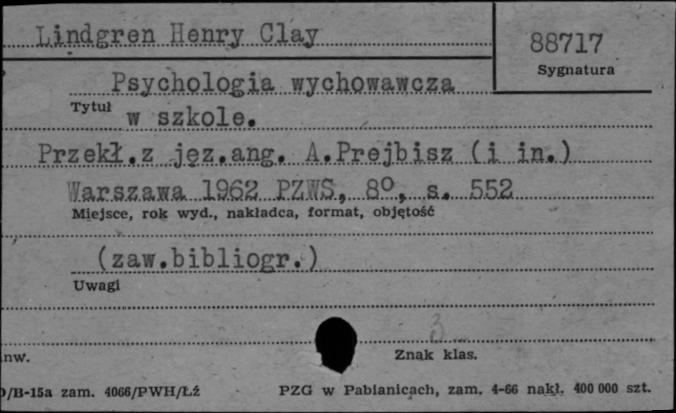 Lindgren Henry Clay
88717
Sygnatura
Psychologia wychowawcza
Tytuł
w szkole.
Przekł.z jęz.ang. A.Prejbisz (i in.)
Warszawa 1962 PZWS, 8⁰, s. 552
Miejsce, rok wyd., nakładca, format, objętość
(zaw.bibliogr.)
Uwagi
3
nw.
Znak klas.
/B-15a zam. 4066/PWH/Łź
PZG w Pabianicach, zam. 4-66 nakł. 400 000 szt.